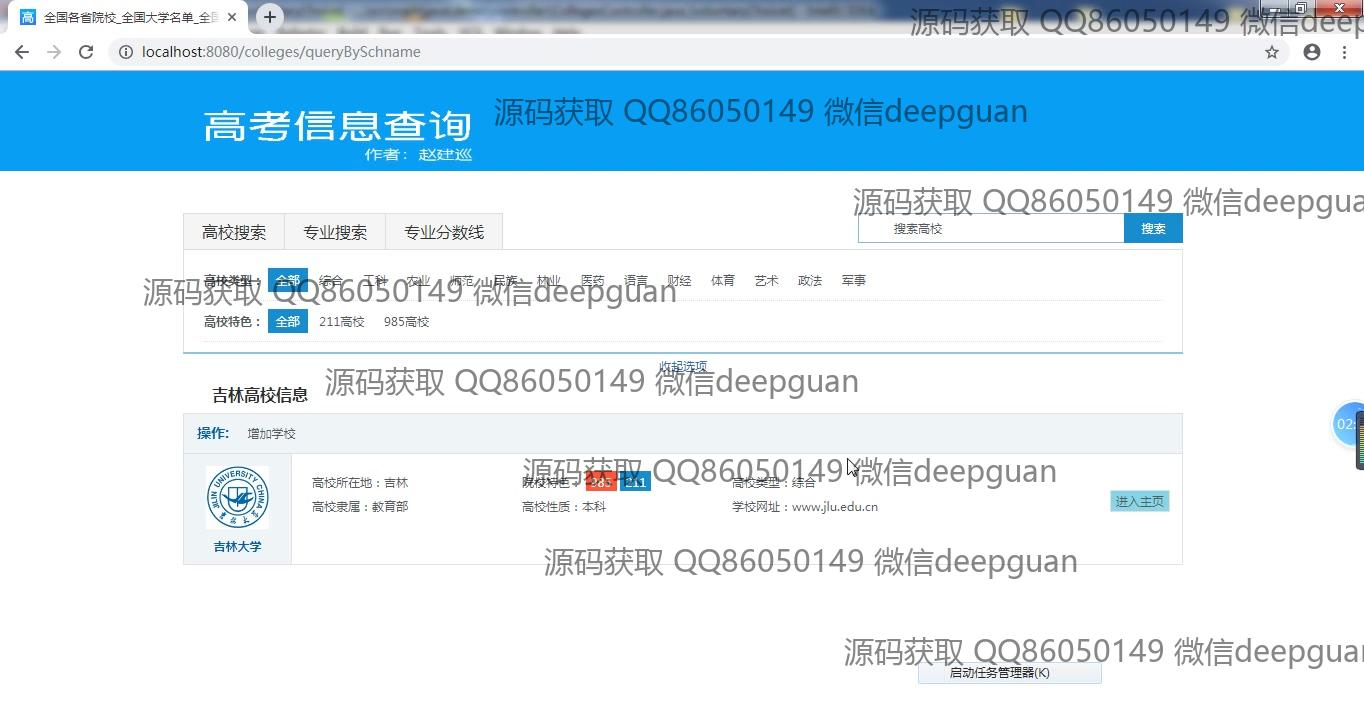 全国各省院校_全国大学名单_全国
localhost:8080/colleges/queryBySchname
源码获取 QQ86050149 微信deep
高考信息查询
作者：赵建巡
源码获取 QQ86050149 微信deepguan
源码获取 QQ86050149 微信deepgua
高校搜索 专业搜索 专业分数线
搜索高校 搜索
高校类型： 全部 综合 工科 农业 师范 民族 林业 医药 语言 财经 体育 艺术 政法 军事
源码获取 QQ86050149 微信deepguan
高校特色： 全部 211高校 985高校
收起选项
源码获取 QQ86050149 微信deepguan
吉林高校信息
操作： 增加学校
源码获取 QQ86050149 微信deepguan
JILIN UNIVERSITY CHINA
高校所在地：吉林 院校特色： 985 211 高校类型：综合
高校隶属：教育部 高校性质：本科 学校网址：www.jlu.edu.cn
进入主页
吉林大学
源码获取 QQ86050149 微信deepguan
源码获取 QQ86050149 微信deepguan
启动任务管理器(K)
02: